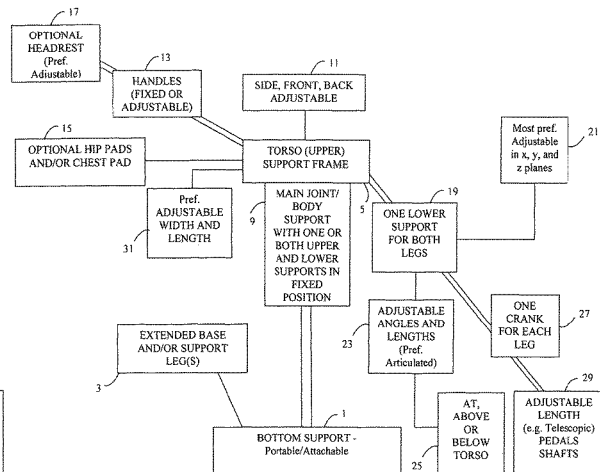 17
OPTIONAL
HEADREST
(Pref.
Adjustable)
13
HANDLES
(FIXED OR
ADJUSTABLE)
11
SIDE, FRONT, BACK
ADJUSTABLE
15
OPTIONAL HIP PADS
AND/OR CHEST PAD
TORSO (UPPER)
SUPPORT FRAME
5
21
Most pref.
Adjustable
in x, y, and
z planes
31
Pref.
ADJUSTABLE
WIDTH AND
LENGTH
9
MAIN JOINT/
BODY
SUPPORT
WITH ONE OR
BOTH UPPER
AND LOWER
SUPPORTS IN
FIXED
POSITION
19
ONE LOWER
SUPPORT
FOR BOTH
LEGS
23
ADJUSTABLE
ANGLES AND
LENGTHS
(Pref.
Articulated)
ONE
CRANK
FOR EACH
LEG
27
EXTENDED BASE
AND/OR SUPPORT
LEG(S)
3
1
BOTTOM SUPPORT -
Portable/Attachable
25
AT,
ABOVE
OR
BELOW
TORSO
29
ADJUSTABLE
LENGTH
(e.g. Telescopic)
PEDALS
SHAFTS